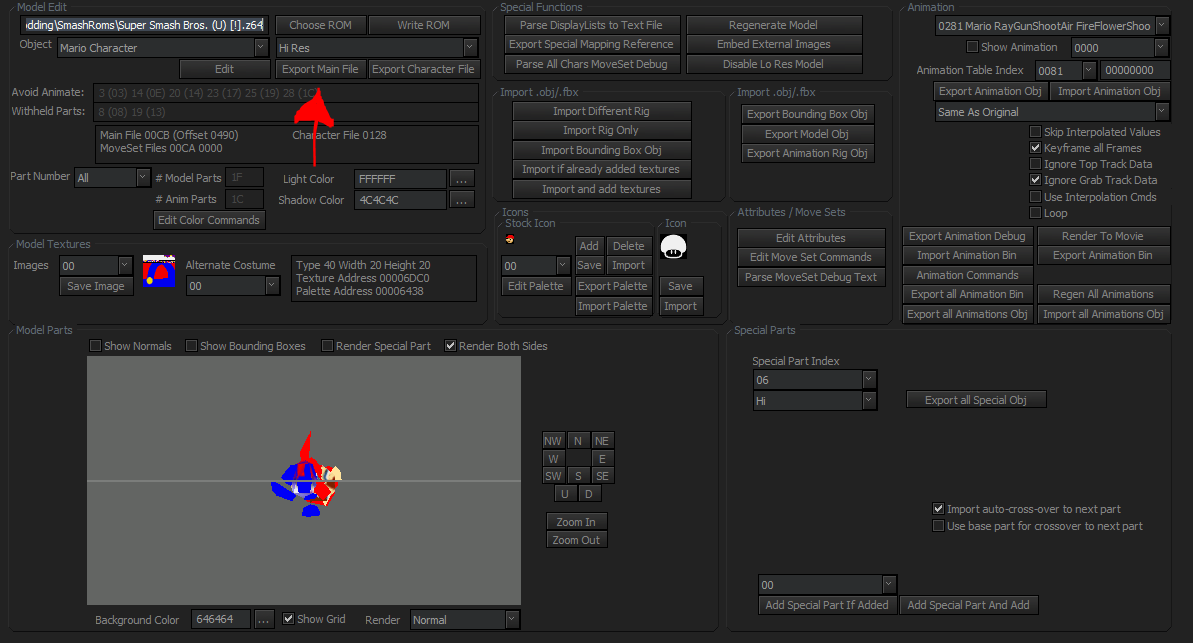 Model Edit
odding\SmashRoms\Super Smash Bros. (U) [!].z64
Choose ROM
Write ROM
Object
Mario Character
Hi Res
Edit
Export Main File
Export Character File
Avoid Animate:
3 (03) 14 (0E) 20 (14) 23 (17) 25 (19) 28 (1C)
Withheld Parts:
8 (08) 19 (13)
Main File 00CB (Offset 0490)
Character File 0128
MoveSet Files 00CA 0000
Part Number
All
# Model Parts
1F
Light Color
FFFFFF
...
# Anim Parts
1C
Shadow Color
4C4C4C
...
Edit Color Commands
Model Textures
Images
00
Save Image
Alternate Costume
00
Type 40 Width 20 Height 20
Texture Address 00006DC0
Palette Address 00006438
Special Functions
Parse DisplayLists to Text File
Regenerate Model
Export Special Mapping Reference
Embed External Images
Parse All Chars MoveSet Debug
Disable Lo Res Model
Import .obj/.fbx
Import Different Rig
Import Rig Only
Import Bounding Box Obj
Import if already added textures
Import and add textures
Import .obj/.fbx
Export Bounding Box Obj
Export Model Obj
Export Animation Rig Obj
Icons
Stock Icon
00
Add
Delete
Save
Import
Edit Palette
Export Palette
Import Palette
Icon
Save
Import
Attributes / Move Sets
Edit Attributes
Edit Move Set Commands
Parse MoveSet Debug Text
Animation
0281 Mario RayGunShootAir FireFlowerShoo
Show Animation
0000
Animation Table Index
0081
00000000
Export Animation Obj
Import Animation Obj
Same As Original
Skip Interpolated Values
Keyframe all Frames
Ignore Top Track Data
Ignore Grab Track Data
Use Interpolation Cmds
Loop
Export Animation Debug
Render To Movie
Import Animation Bin
Export Animation Bin
Animation Commands
Export all Animation Bin
Regen All Animations
Export all Animations Obj
Import all Animations Obj
Model Parts
Show Normals
Show Bounding Boxes
Render Special Part
Render Both Sides
NW
N
NE
W
E
SW
S
SE
U
D
Zoom In
Zoom Out
Background Color
646464
...
Show Grid
Render
Normal
Special Parts
Special Part Index
06
Hi
Export all Special Obj
Import auto-cross-over to next part
Use base part for crossover to next part
00
Add Special Part If Added
Add Special Part And Add